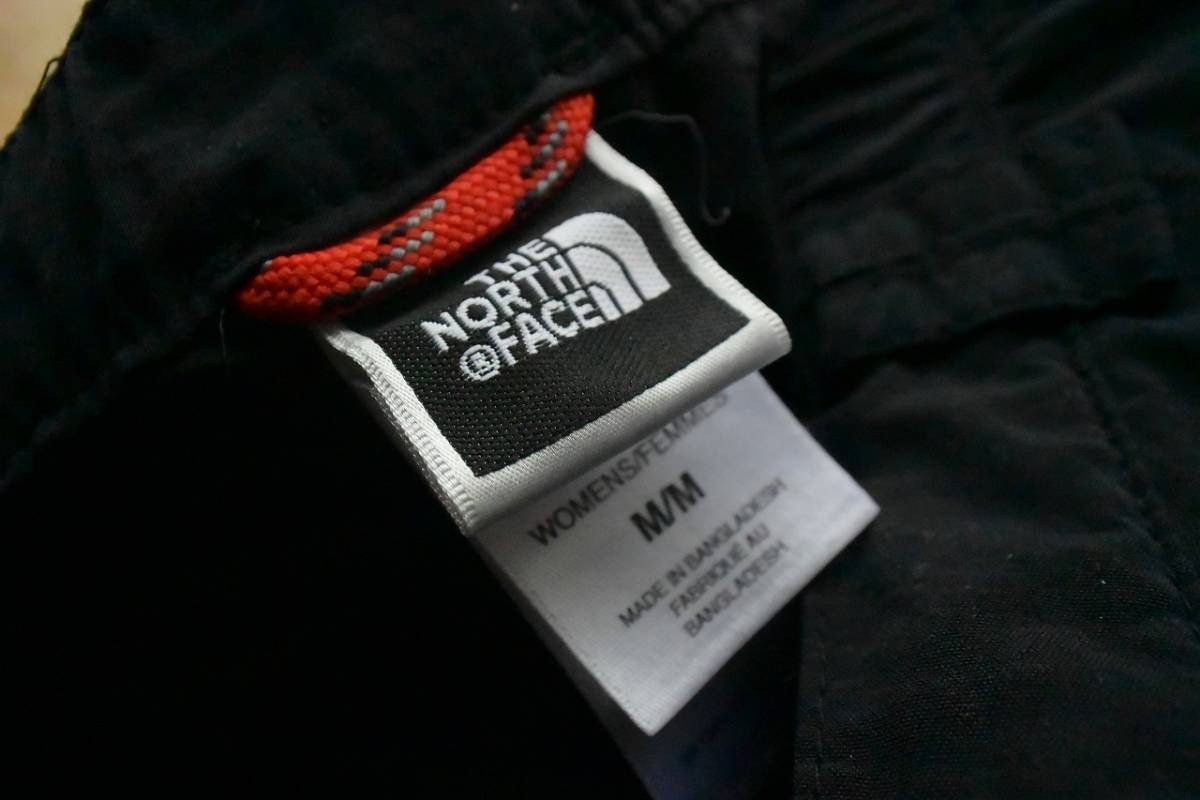 THE
NORTH
®FACE
WOMENS/FEMMES
M/M
MADE IN BANGLADESH
FABRIQUÉ AU
BANGLADESH